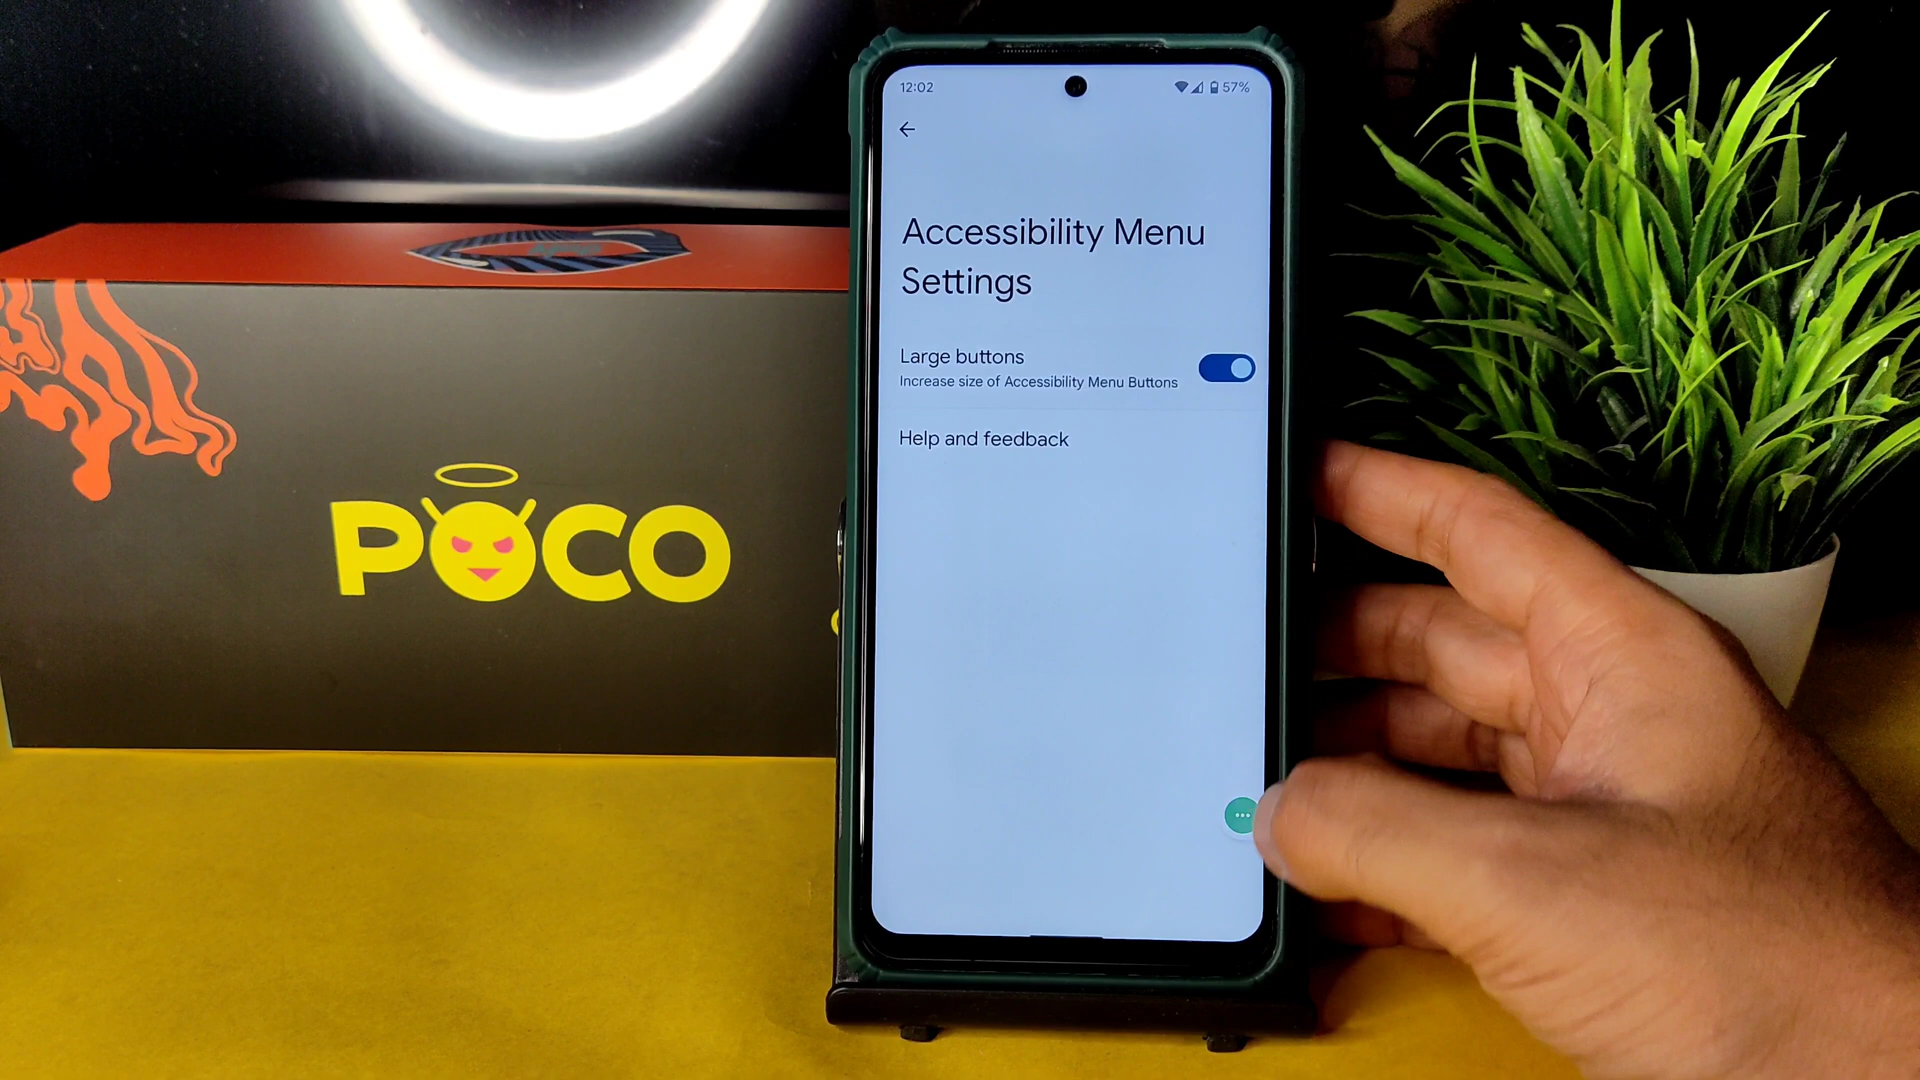 12:02
57%
Accessibility Menu
Settings
Large buttons
Increase size of Accessibility Menu Buttons
Help and feedback
POCO